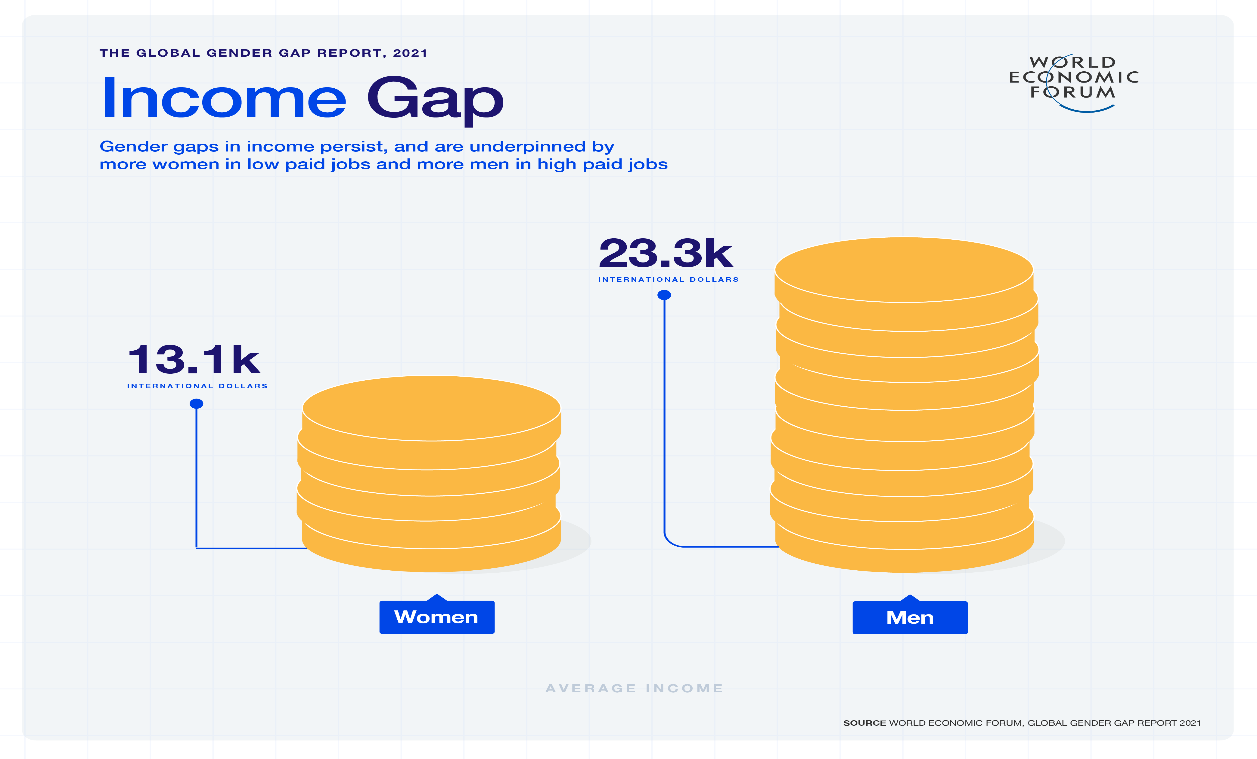 THE GLOBAL GENDER GAP REPORT, 2021
Income Gap
Gender gaps in income persist, and are underpinned by
more women in low paid jobs and more men in high paid jobs
WORLD
ECONOMIC
FORUM
23.3k
INTERNATIONAL DOLLARS
13.1k
INTERNATIONAL DOLLARS
Women
Men
AVERAGE INCOME
SOURCE WORLD ECONOMIC FORUM, GLOBAL GENDER GAP REPORT 2021